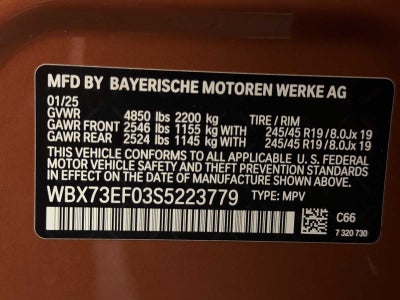 MFD BY BAYERISCHE MOTOREN WERKE AG
01/25
GVWR 4850 lbs 2200 kg TIRE / RIM
GAWR FRONT 2546 lbs 1155 kg WITH 245/45 R19 / 8.0Jx 19
GAWR REAR 2524 lbs 1145 kg WITH 245/45 R19 / 8.0Jx 19
THIS VEHICLE CONFORMS TO ALL APPLICABLE U. S. FEDERAL
MOTOR VEHICLE SAFETY AND THEFT PREVENTION STANDARDS
IN EFFECT ON THE DATE OF MANUFACTURE SHOWN ABOVE.
WBX73EF03S5223779 TYPE: MPV
C66
7 320 730